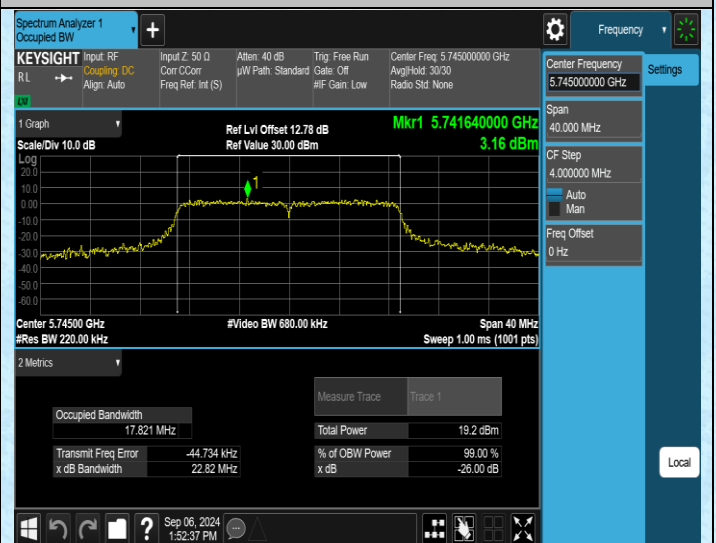 Spectrum Analyzer 1
Occupied BW
Frequency
KEYSIGHT
RL
Input: RF
Coupling: DC
Align: Auto
Input Z: 50 Ω
Corr CCorr
Freq Ref: Int (S)
Atten: 40 dB
µW Path: Standard
Trig: Free Run
Gate: Off
#IF Gain: Low
Center Freq: 5.745000000 GHz
Avg|Hold: 30/30
Radio Std: None
LM
Center Frequency
5.745000000 GHz
Settings
Span
40.000 MHz
CF Step
4.000000 MHz
Auto
Man
Freq Offset
0 Hz
1 Graph
Scale/Div 10.0 dB
Ref Lvl Offset 12.78 dB
Ref Value 30.00 dBm
Mkr1 5.741640000 GHz
3.16 dBm
Log
20.0
10.0
0.00
-10.0
-20.0
-30.0
-40.0
-50.0
-60.0
1
Center 5.74500 GHz
#Res BW 220.00 kHz
#Video BW 680.00 kHz
Span 40 MHz
Sweep 1.00 ms (1001 pts)
2 Metrics
Measure Trace
Trace 1
Occupied Bandwidth
17.821 MHz
Total Power
19.2 dBm
Transmit Freq Error
-44.734 kHz
% of OBW Power
99.00 %
x dB Bandwidth
22.82 MHz
x dB
-26.00 dB
Local
Sep 06, 2024
1:52:37 PM